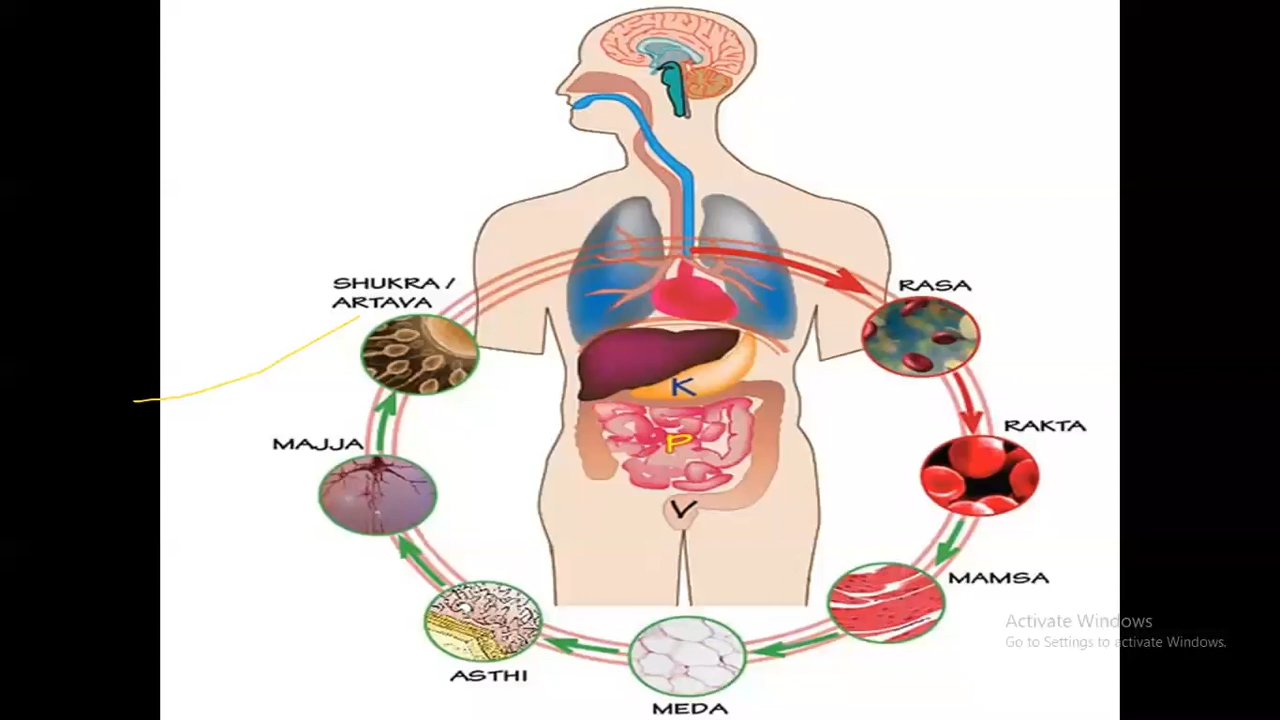 SHUKRA /
ARTAVA
RASA
K
RAKTA
MAJJA
P
V
MAMSA
Activate Windows
Go to Settings to activate Windows.
ASTHI
MEDA